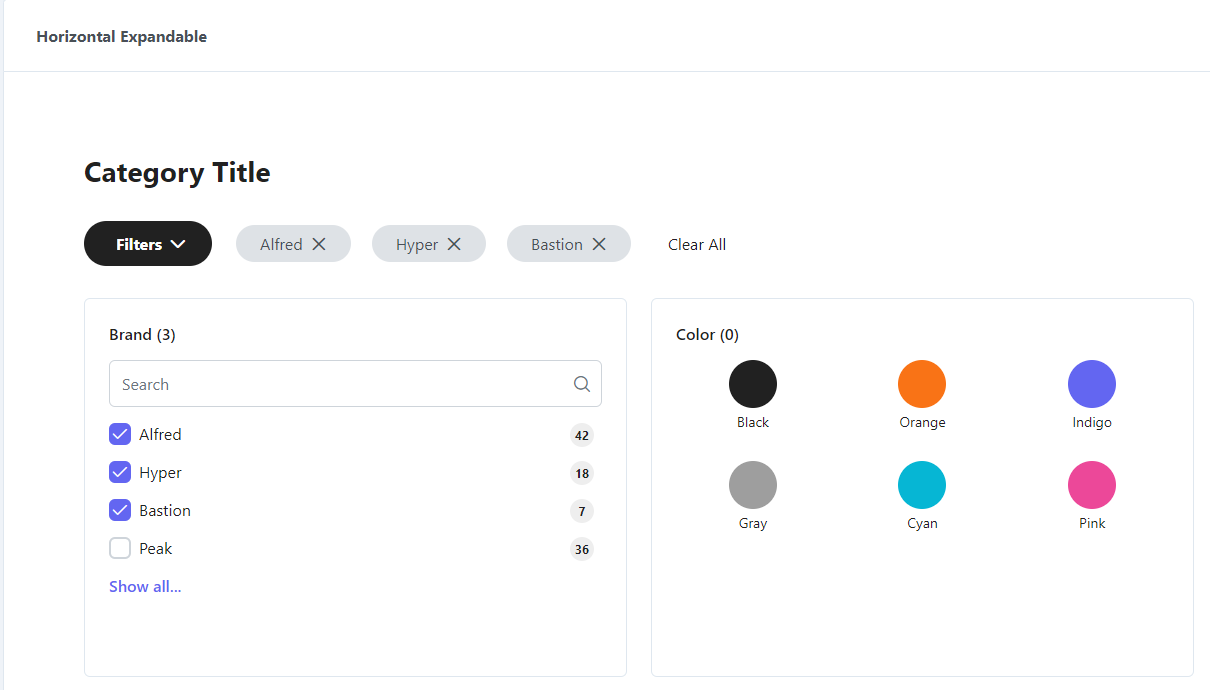 Horizontal Expandable
Category Title
Filters Alfred Hyper Bastion Clear All
Brand (3)
Search
Alfred 42
Hyper 18
Bastion 7
Peak 36
Show all...
Color (0)
Black Orange Indigo
Gray Cyan Pink